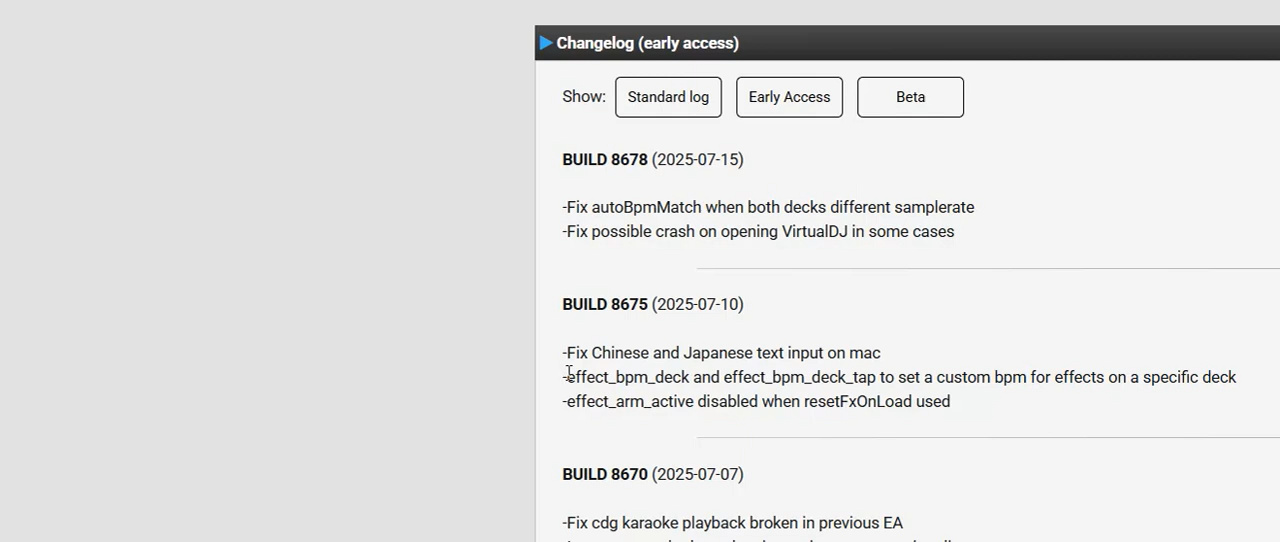 Changelog (early access)
Show: Standard log Early Access Beta
BUILD 8678 (2025-07-15)
-Fix autoBpmMatch when both decks different samplerate
-Fix possible crash on opening VirtualDJ in some cases
BUILD 8675 (2025-07-10)
-Fix Chinese and Japanese text input on mac
-effect_bpm_deck and effect_bpm_deck_tap to set a custom bpm for effects on a specific deck
-effect_arm_active disabled when resetFxOnLoad used
BUILD 8670 (2025-07-07)
-Fix cdg karaoke playback broken in previous EA